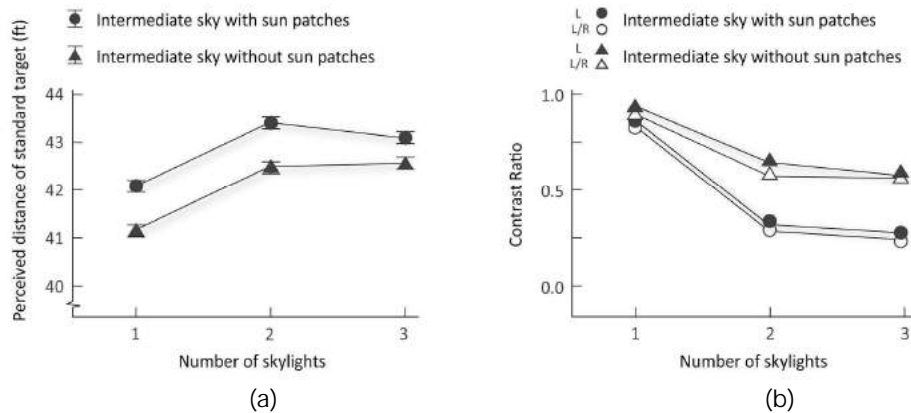 Intermediate sky with sun patches
Intermediate sky without sun patches
Perceived distance of standard target (ft)
44
43
42
41
40
1 2 3
Number of skylights
(a)
L
L/R
Intermediate sky with sun patches
L
L/R
Intermediate sky without sun patches
Contrast Ratio
1.0
0.5
0.0
1 2 3
Number of skylights
(b)